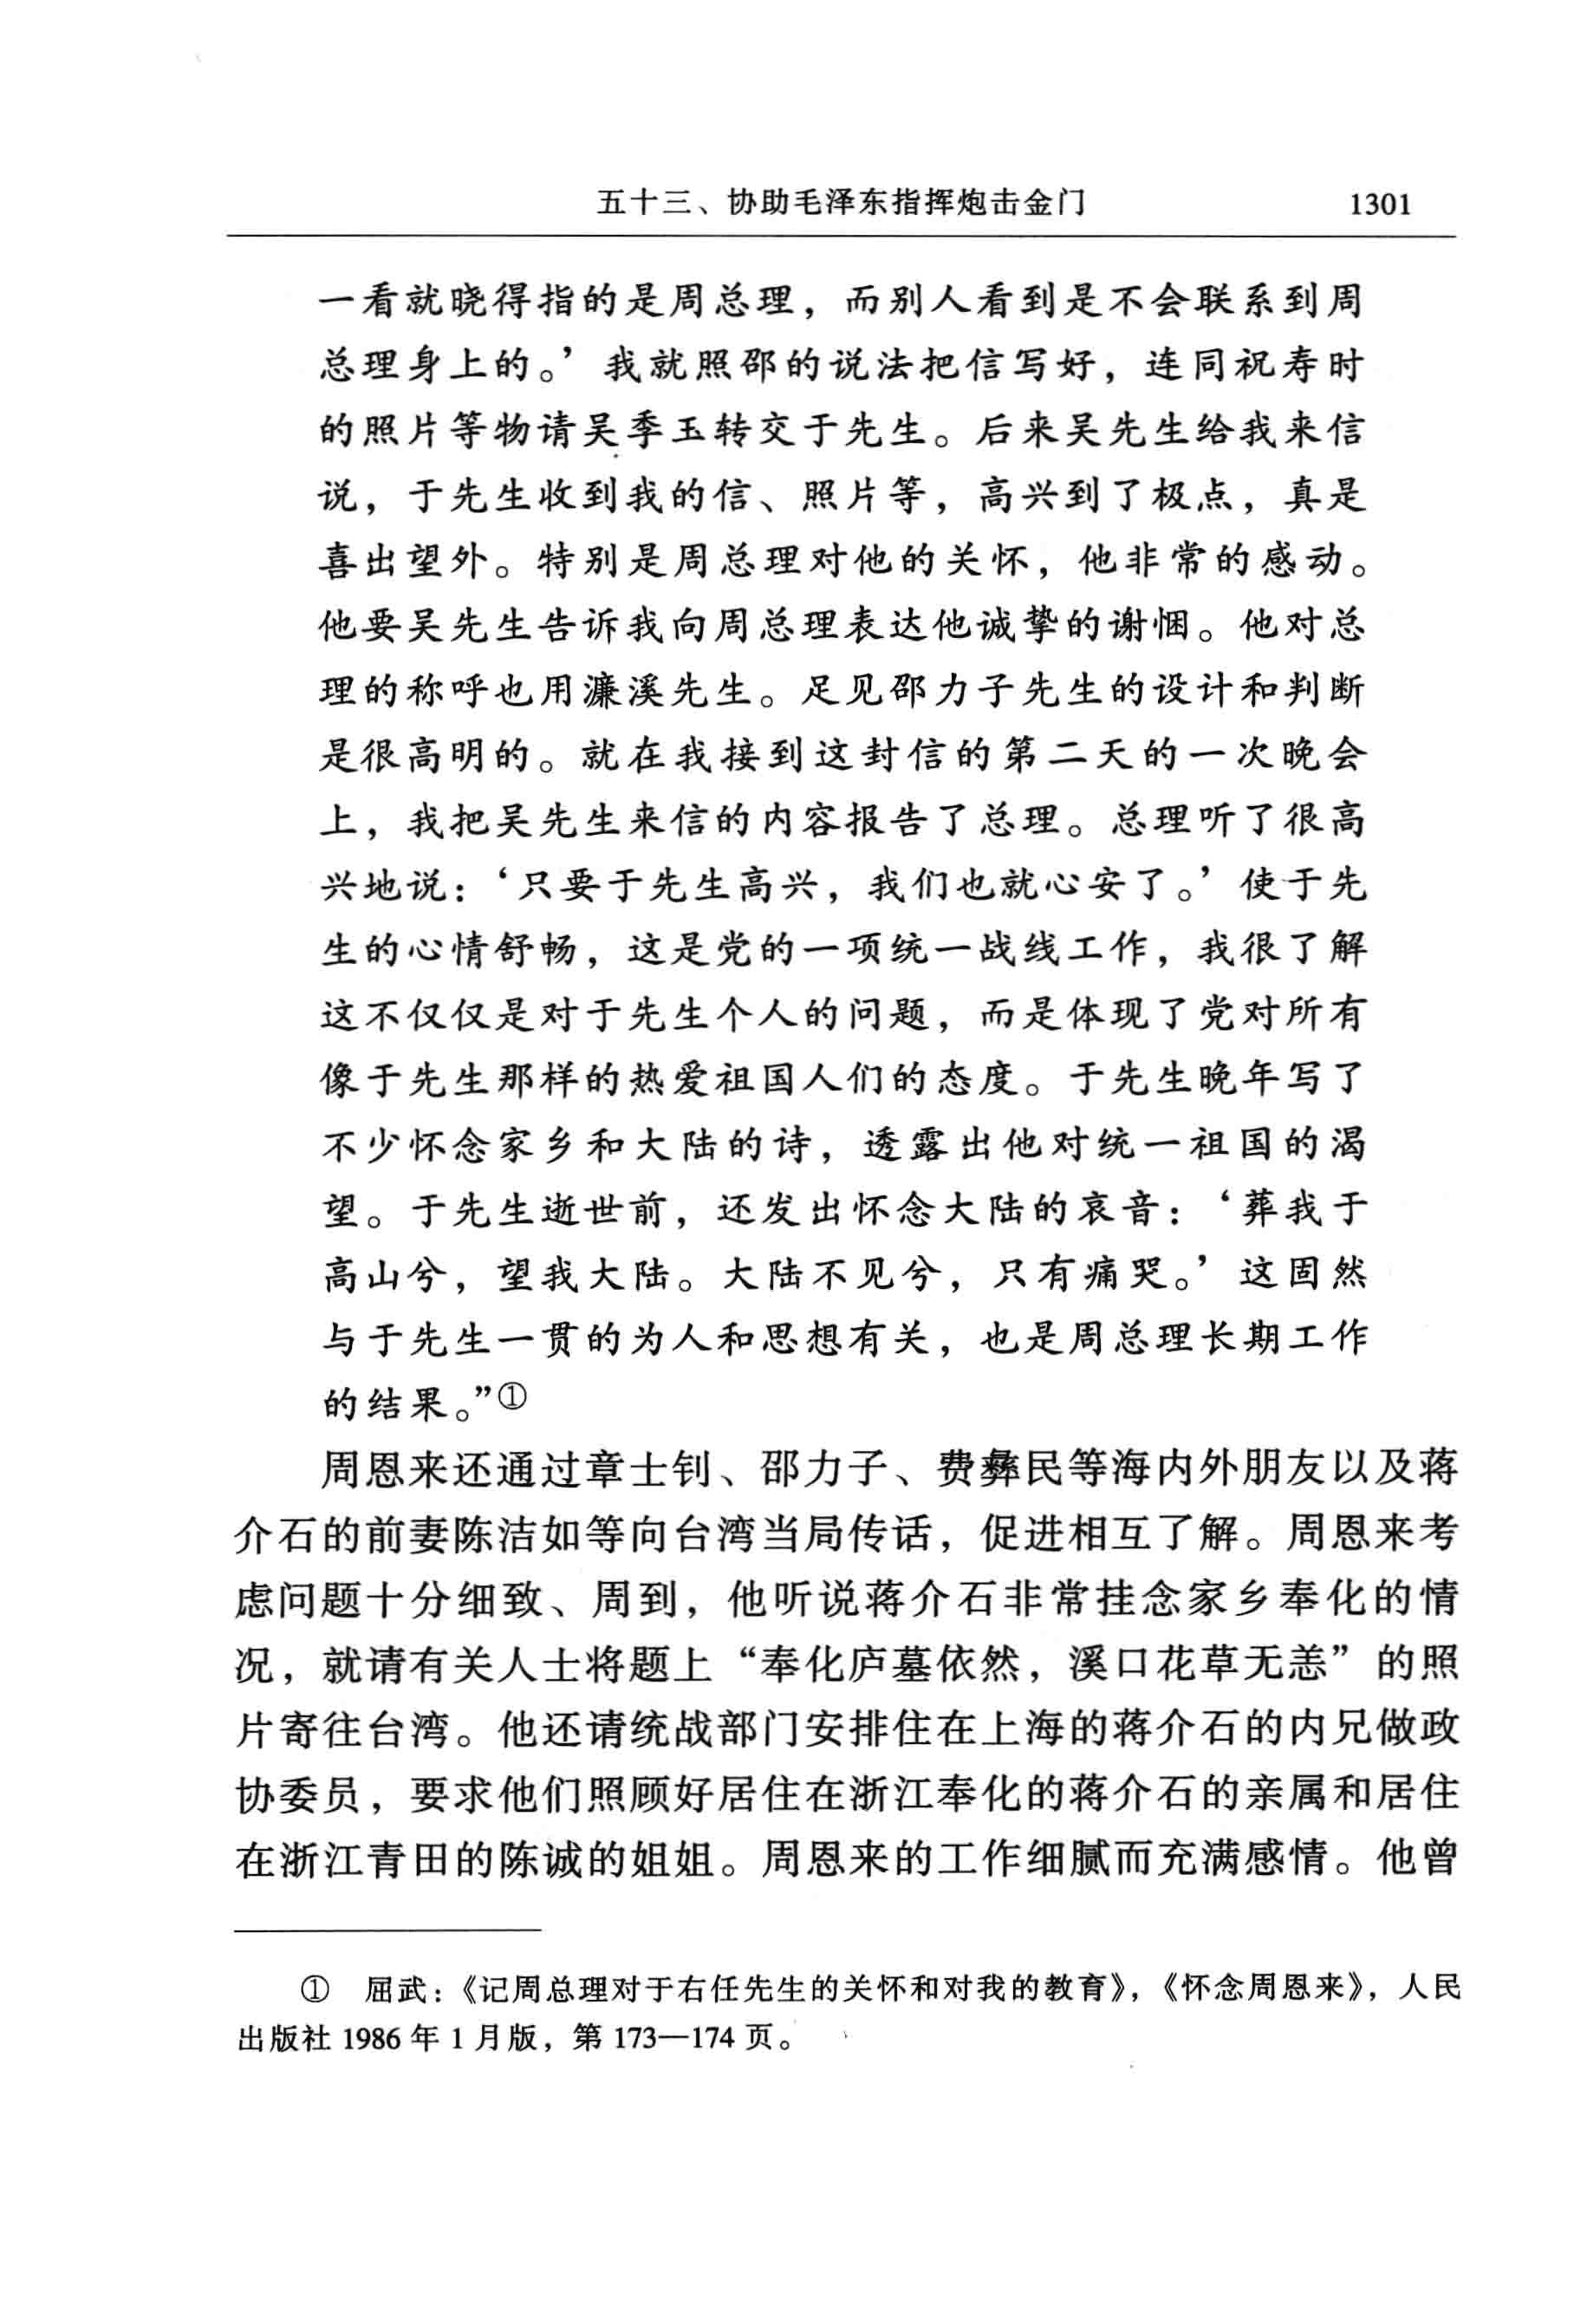 五十三、协助毛泽东指挥炮击金门 1301
一看就晓得指的是周总理，而别人看到是不会联系到周
总理身上的。’我就照邵的说法把信写好，连同祝寿时
的照片等物请吴季玉转交于先生。后来吴先生给我来信
说，于先生收到我的信、照片等，高兴到了极点，真是
喜出望外。特别是周总理对他的关怀，他非常的感动。
他要吴先生告诉我向周总理表达他诚挚的谢悃。他对总
理的称呼也用濂溪先生。足见邵力子先生的设计和判断
是很高明的。就在我接到这封信的第二天的一次晚会
上，我把吴先生来信的内容报告了总理。总理听了很高
兴地说：‘只要于先生高兴，我们也就心安了。’使于先
生的心情舒畅，这是党的一项统一战线工作，我很了解
这不仅仅是对于先生个人的问题，而是体现了党对所有
像于先生那样的热爱祖国人们的态度。于先生晚年写了
不少怀念家乡和大陆的诗，透露出他对统一祖国的渴
望。于先生逝世前，还发出怀念大陆的哀音：‘葬我于
高山兮，望我大陆。大陆不见兮，只有痛哭。’这固然
与于先生一贯的为人和思想有关，也是周总理长期工作
的结果。”①
周恩来还通过章士钊、邵力子、费彝民等海内外朋友以及蒋
介石的前妻陈洁如等向台湾当局传话，促进相互了解。周恩来考
虑问题十分细致、周到，他听说蒋介石非常挂念家乡奉化的情
况，就请有关人士将题上“奉化庐墓依然，溪口花草无恙”的照
片寄往台湾。他还请统战部门安排住在上海的蒋介石的内兄做政
协委员，要求他们照顾好居住在浙江奉化的蒋介石的亲属和居住
在浙江青田的陈诚的姐姐。周恩来的工作细腻而充满感情。他曾
① 屈武：《记周总理对于右任先生的关怀和对我的教育》，《怀念周恩来》，人民
出版社 1986 年 1 月版，第 173—174 页。